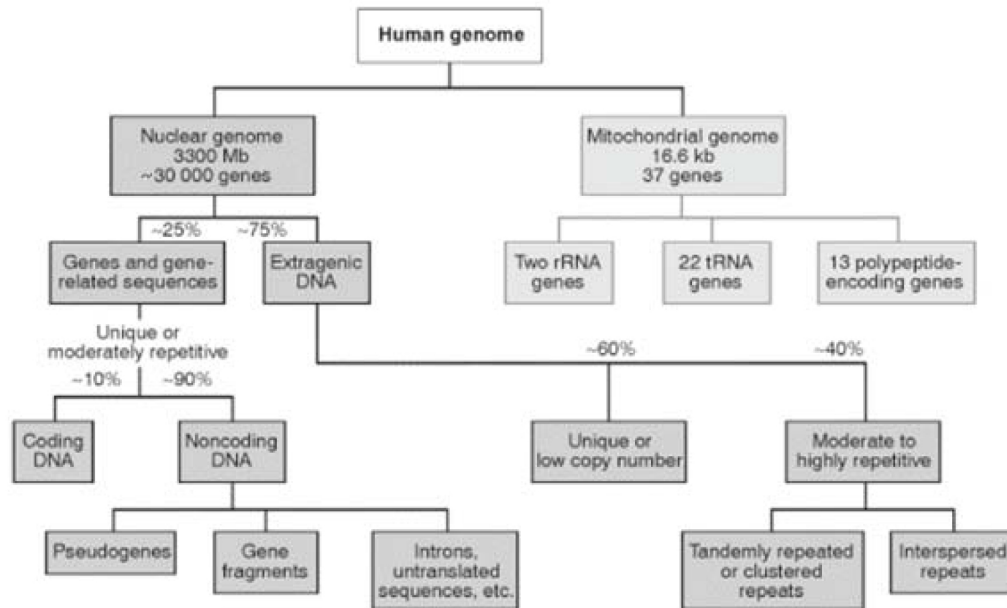 Human genome
Nuclear genome
3300 Mb
~30 000 genes
Mitochondrial genome
16.6 kb
37 genes
~25%
~75%
Genes and gene-
related sequences
Extragenic
DNA
Two rRNA
genes
22 tRNA
genes
13 polypeptide-
encoding genes
Unique or
moderately repetitive
~10%
~90%
~60%
~40%
Coding
DNA
Noncoding
DNA
Unique or
low copy number
Moderate to
highly repetitive
Pseudogenes
Gene
fragments
Introns,
untranslated
sequences, etc.
Tandemly repeated
or clustered
repeats
Interspersed
repeats